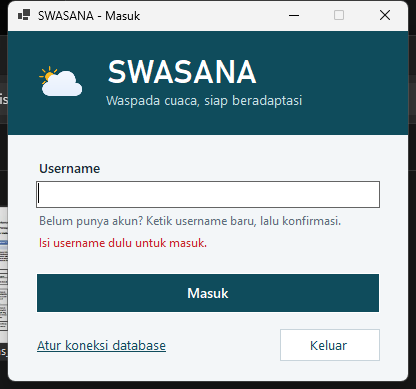 SWASANA - Masuk
SWASANA
Waspada cuaca, siap beradaptasi
Username
Belum punya akun? Ketik username baru, lalu konfirmasi.
Isi username dulu untuk masuk.
Masuk
Atur koneksi database
Keluar